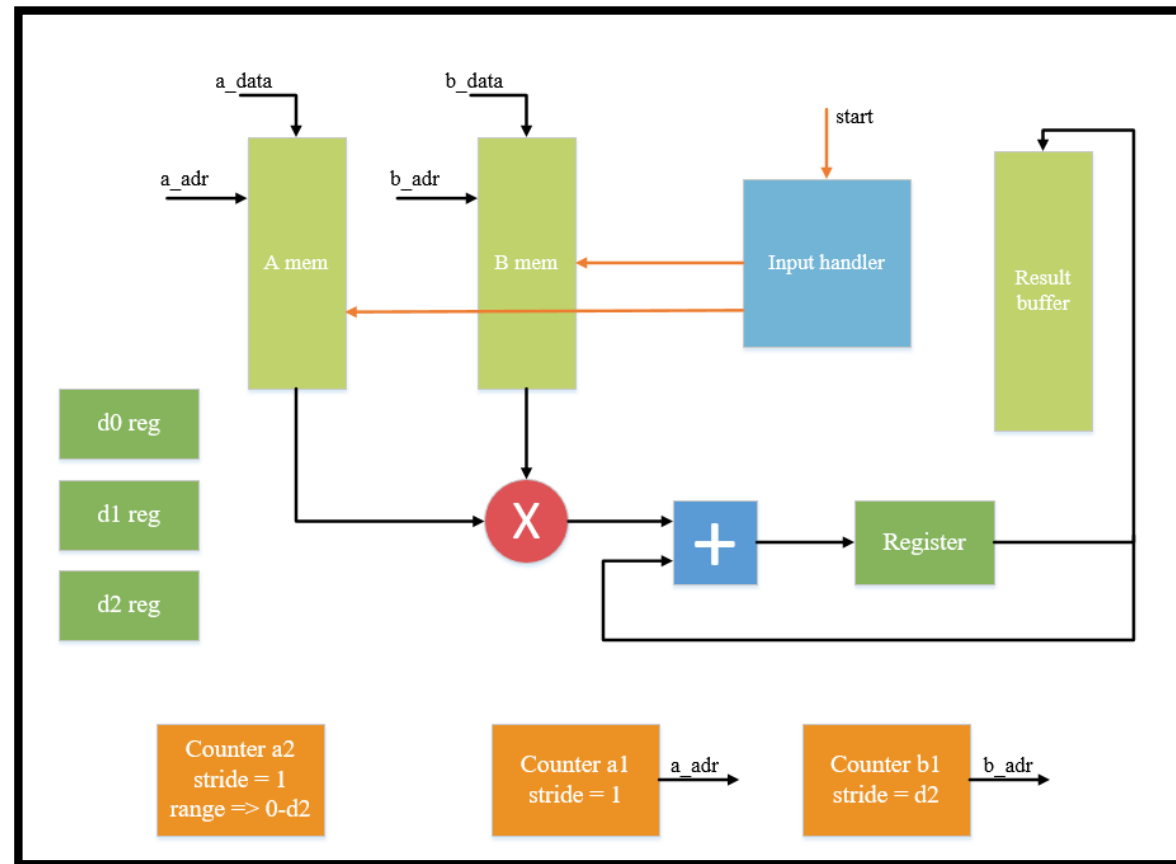 a_data
b_data
start
a_adr
b_adr
A mem
B mem
Input handler
Result
buffer
d0 reg
d1 reg
d2 reg
X
+
Register
Counter a2
stride = 1
range => 0-d2
Counter a1
stride = 1
a_adr
Counter b1
stride = d2
b_adr